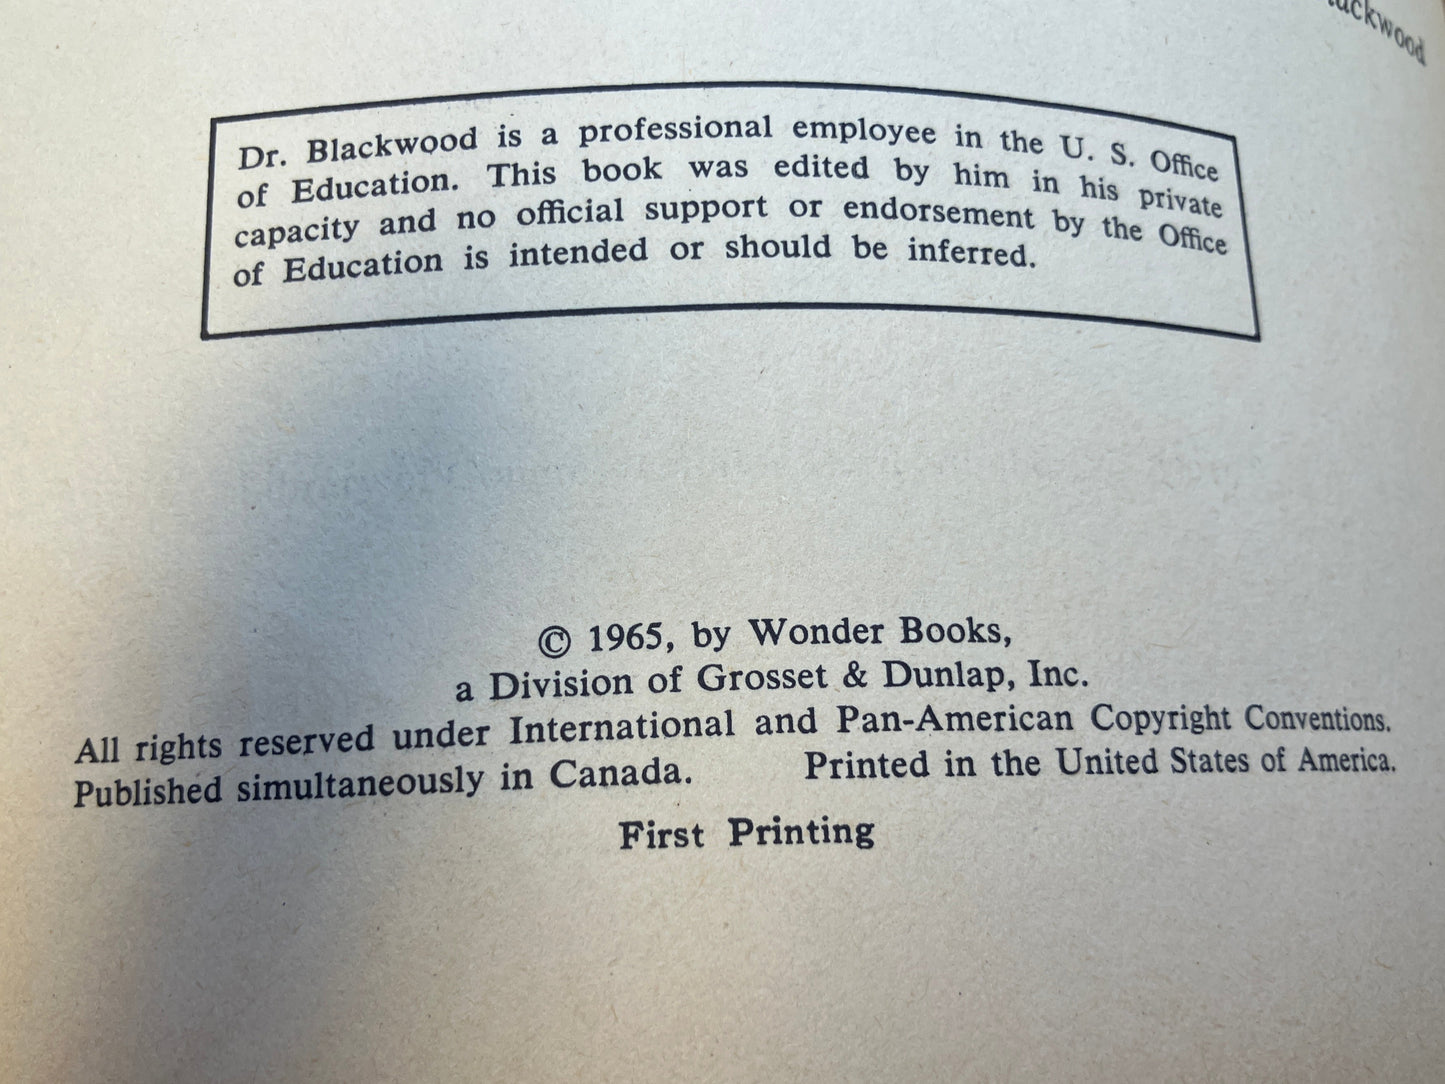 Dr. Blackwood is a professional employee in the U. S. Office
of Education. This book was edited by him in his private
capacity and no official support or endorsement by the Office
of Education is intended or should be inferred.
© 1965, by Wonder Books,
a Division of Grosset & Dunlap, Inc.
All rights reserved under International and Pan-American Copyright Conventions.
Published simultaneously in Canada. Printed in the United States of America.
First Printing